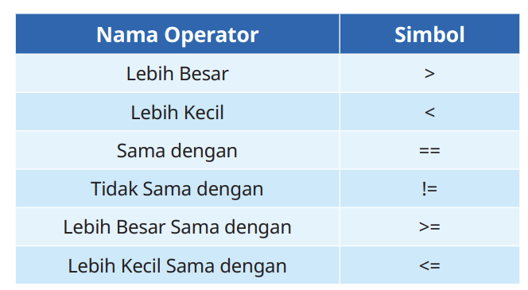 Nama Operator Simbol
Lebih Besar >
Lebih Kecil <
Sama dengan ==
Tidak Sama dengan !=
Lebih Besar Sama dengan >=
Lebih Kecil Sama dengan <=